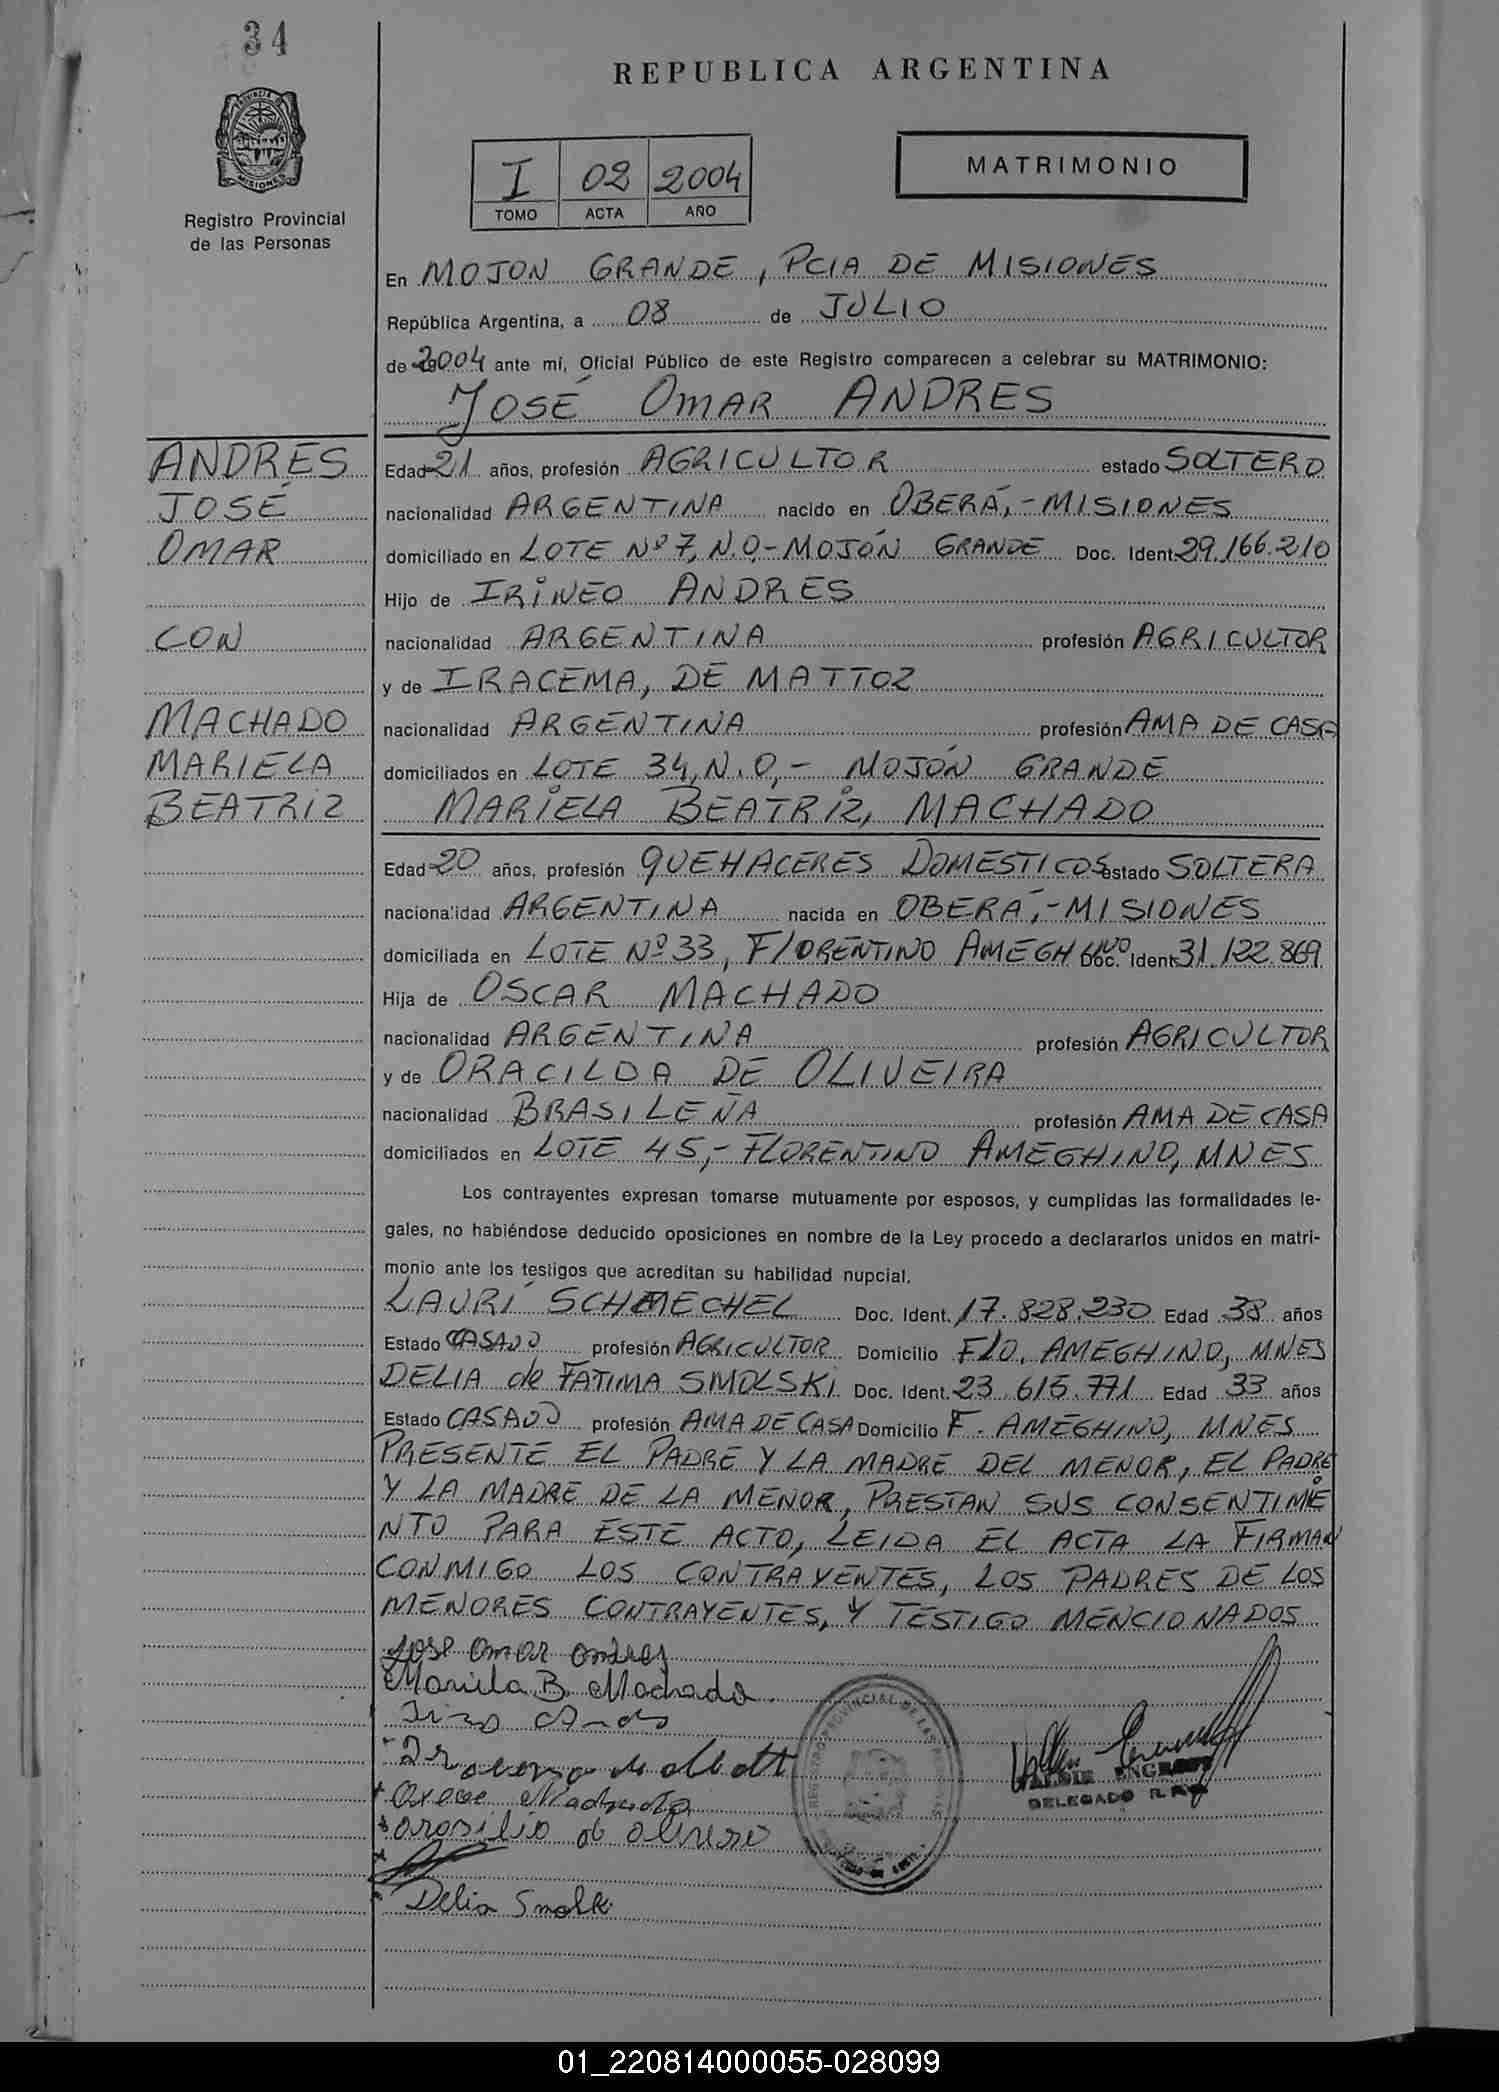 34
REPUBLICA ARGENTINA
PROVINCIA DE MISIONES
Registro Provincial
de las Personas
I 02 2004
TOMO ACTA AÑO
MATRIMONIO
En MOJON GRANDE, PCIA DE MISIONES
República Argentina, a 08 de JULIO
de 2004 ante mi, Oficial Público de este Registro comparecen a celebrar su MATRIMONIO:
JOSÉ OMAR ANDRES
ANDRES
JOSÉ
OMAR
CON
MACHADO
MARIELA
BEATRIZ
Edad 21 años, profesión AGRICULTOR estado SOLTERO
nacionalidad ARGENTINA nacido en OBERÁ,-MISIONES
domiciliado en LOTE Nº 7, N.O,-MOJÓN GRANDE Doc. Ident. 29.166.210
Hijo de IRINEO ANDRES
nacionalidad ARGENTINA profesión AGRICULTOR
y de IRACEMA, DE MATTOZ
nacionalidad ARGENTINA profesión AMA DE CASA
domiciliados en LOTE 34, N.O,- MOJÓN GRANDE
MARIELA BEATRIZ, MACHADO
Edad 20 años, profesión QUEHACERES DOMESTICOS estado SOLTERA
nacionalidad ARGENTINA nacida en OBERÁ,-MISIONES
domiciliada en LOTE Nº 33, FLORENTINO AMEGHINO Doc. Ident. 31.122.869
Hija de OSCAR MACHADO
nacionalidad ARGENTINA profesión AGRICULTOR
y de ORACILDA DE OLIVEIRA
nacionalidad BRASILEÑA profesión AMA DE CASA
domiciliados en LOTE 45,- FLORENTINO AMEGHINO, MNES
Los contrayentes expresan tomarse mutuamente por esposos, y cumplidas las formalidades le-
gales, no habiéndose deducido oposiciones en nombre de la Ley procedo a declararlos unidos en matri-
monio ante los testigos que acreditan su habilidad nupcial.
LAURÍ SCHMECHEL Doc. Ident. 17.828.230 Edad 38 años
Estado CASADO profesión AGRICULTOR Domicilio FLO. AMEGHINO, MNES
DELIA de FATIMA SMOLSKI Doc. Ident. 23.615.771 Edad 33 años
Estado CASADO profesión AMA DE CASA Domicilio F. AMEGHINO, MNES
PRESENTE EL PADRE Y LA MADRE DEL MENOR, EL PADRE
Y LA MADRE DE LA MENOR, PRESTAN SUS CONSENTIMIE
NTO PARA ESTE ACTO, LEIDA EL ACTA LA FIRMAN
CONMIGO LOS CONTRAYENTES, LOS PADRES DE LOS
MENORES CONTRAYENTES, Y TESTIGO MENCIONADOS
Jose Omar Andres
Mariela B. Machado
REGISTRO PROVINCIAL DE LAS PERSONAS
DELEGADO
Delia Smolk
01_220814000055-028099